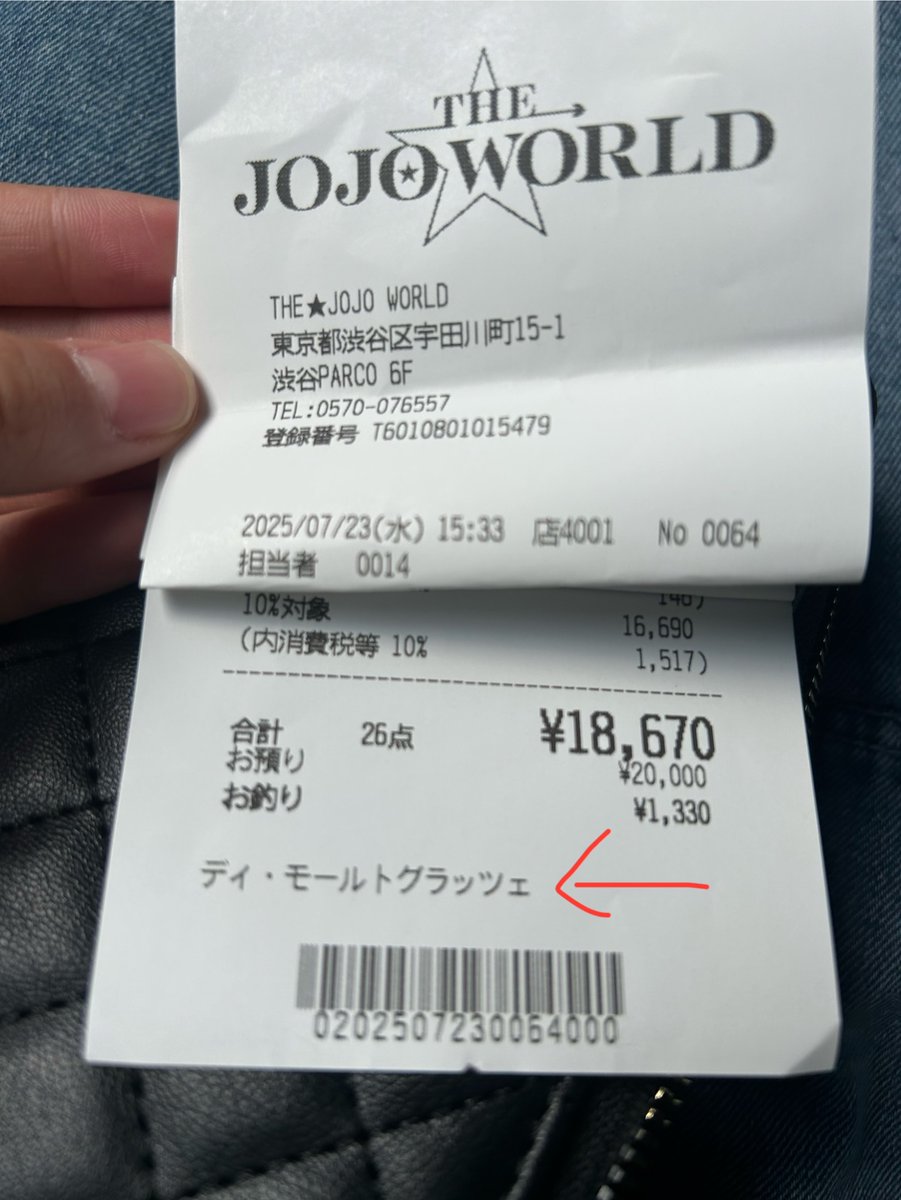 THE
JOJO WORLD
THE★JOJO WORLD
東京都渋谷区宇田川町15-1
渋谷PARCO 6F
TEL:0570-076557
登録番号 T6010801015479
2025/07/23(水) 15:33 店4001 No 0064
担当者 0014
10%対象 16,690
(内消費税等 10% 1,517)
合計 26点 ¥18,670
お預り ¥20,000
お釣り ¥1,330
ディ・モールトグラッツェ
0202507230064000